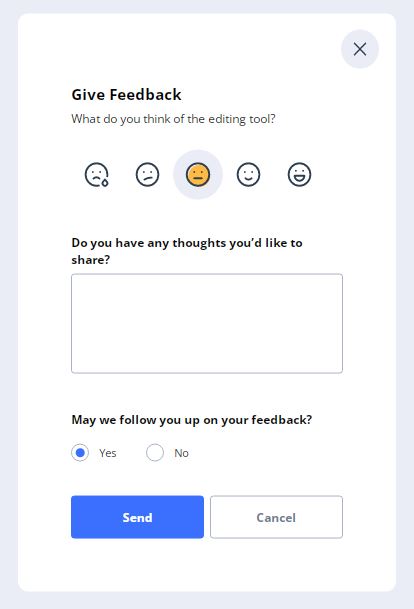 Give Feedback
What do you think of the editing tool?
Do you have any thoughts you'd like to
share?
May we follow you up on your feedback?
Yes No
Send Cancel